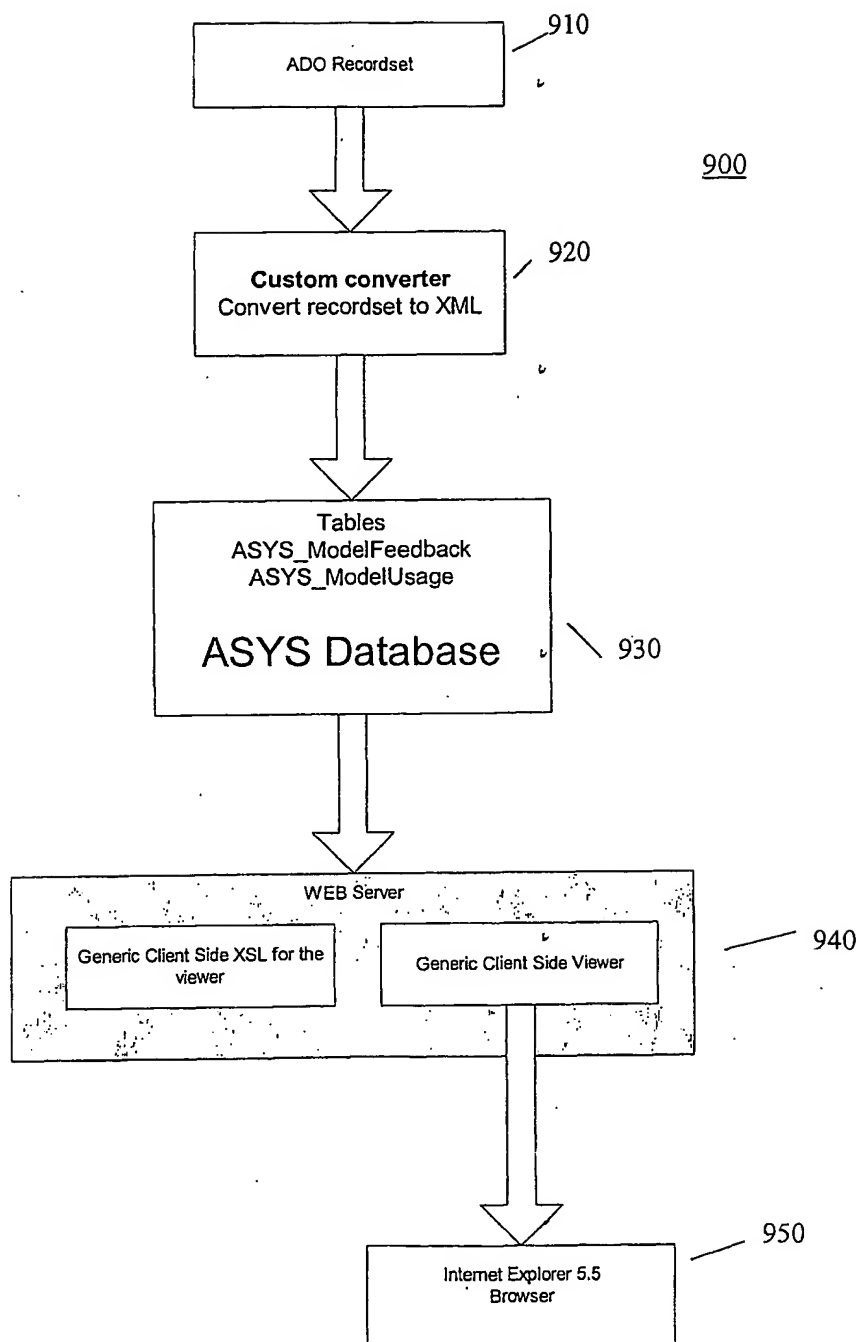 910
ADO Recordset
900
920
Custom converter
Convert recordset to XML
Tables
ASYS_ModelFeedback
ASYS_ModelUsage
ASYS Database
930
WEB Server
Generic Client Side XSL for the
viewer
Generic Client Side Viewer
940
950
Internet Explorer 5.5
Browser